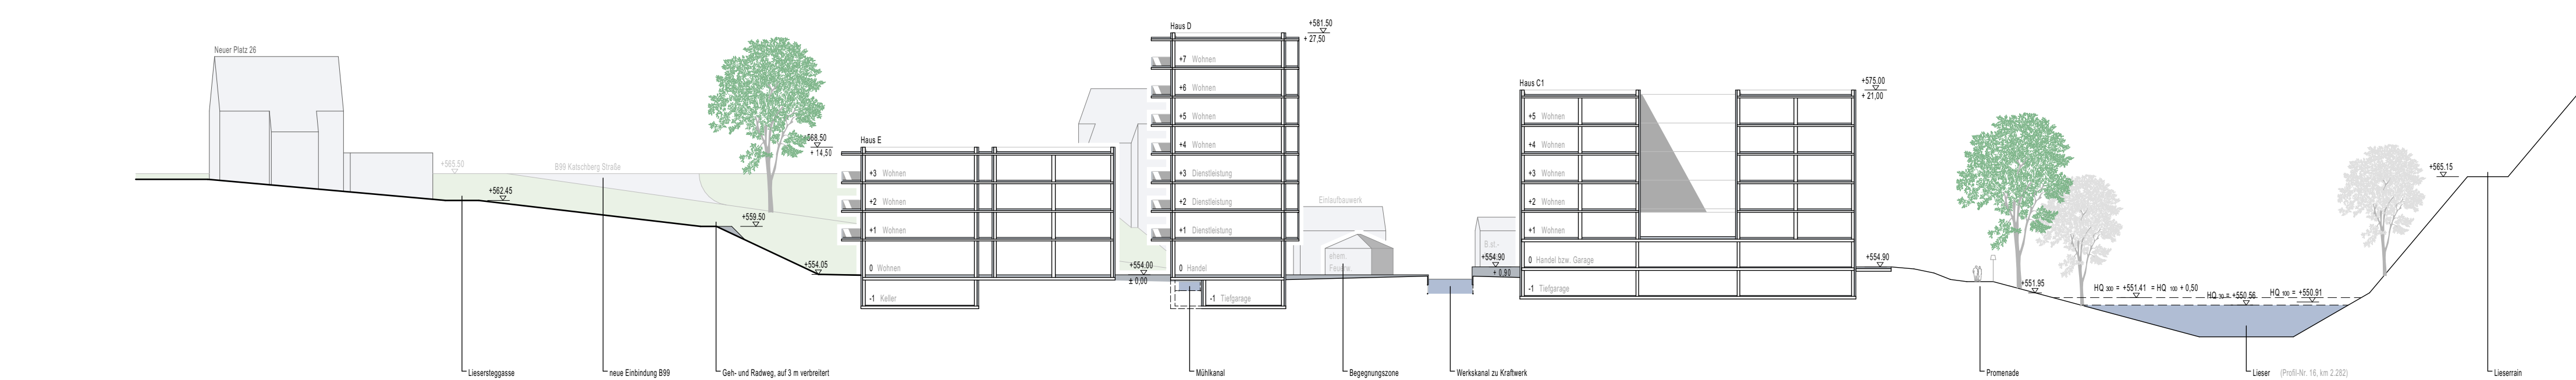 Neuer Platz 26
+565,50
B99 Katschberg Straße
+562.45
+559.50
+554.05
+568.50
+ 14,50
Haus E
+3 Wohnen
+2 Wohnen
+1 Wohnen
0 Wohnen
-1 Keller
+554.00
± 0,00
Haus D
+581,50
+ 27,50
+7 Wohnen
+6 Wohnen
+5 Wohnen
+4 Wohnen
+3 Dienstleistung
+2 Dienstleistung
+1 Dienstleistung
0 Handel
-1 Tiefgarage
Einlaufbauwerk
ehem.
Feuerw.
B.st.-
+554.90
+ 0,90
Haus C1
+575,00
+ 21,00
+5 Wohnen
+4 Wohnen
+3 Wohnen
+2 Wohnen
+1 Wohnen
0 Handel bzw. Garage
-1 Tiefgarage
+554.90
+551.95
HQ 300 = +551.41 = HQ 100 + 0,50
HQ 30 = +550.56
HQ 100 = +550.91
+565.15
Liesersteggasse
neue Einbindung B99
Geh- und Radweg, auf 3 m verbreitert
Mühlkanal
Begegnungszone
Werkskanal zu Kraftwerk
Promenade
Lieser (Profil-Nr. 16, km 2.282)
Lieserrain